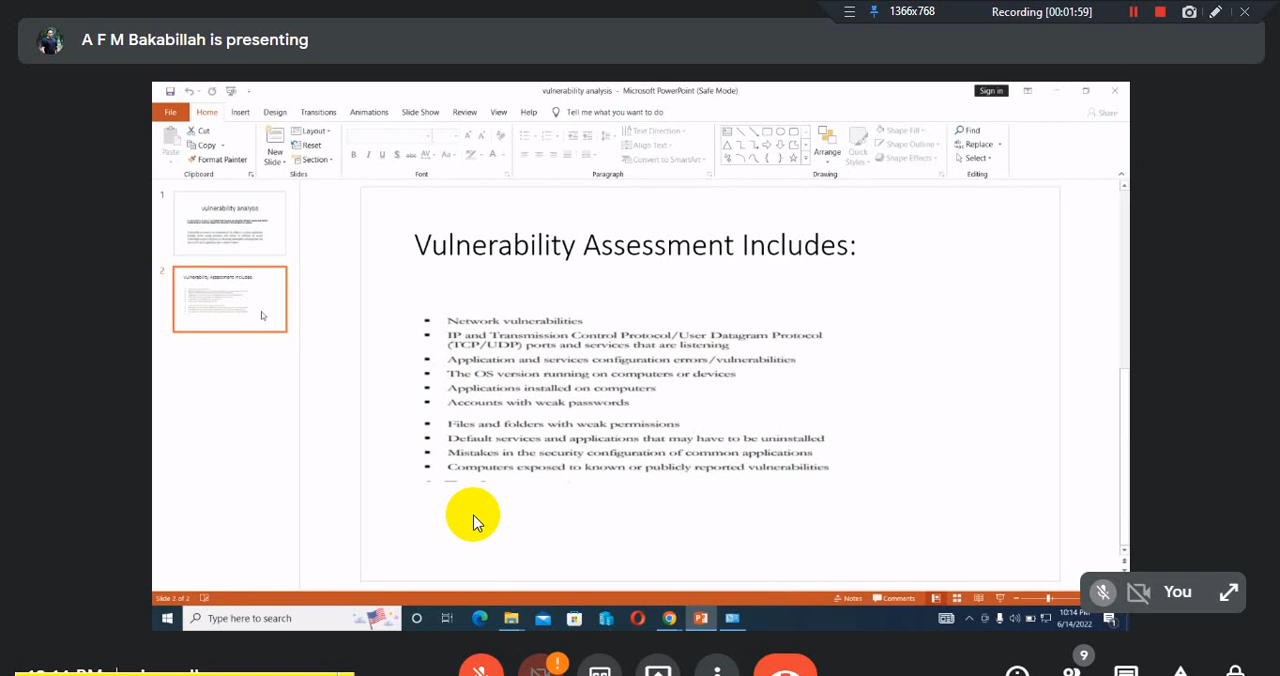 1366x768
Recording [00:01:59]
A F M Bakabillah is presenting
vulnerability analysis - Microsoft PowerPoint (Safe Mode)
Sign in
File Home Insert Design Transitions Animations Slide Show Review View Help Tell me what you want to do
Share
Paste
Cut
Copy
Format Painter
Clipboard
New
Slide
Layout
Reset
Section
Slides
Font
Text Direction
Align Text
Convert to SmartArt
Paragraph
Arrange
Quick
Styles
Shape Fill
Shape Outline
Shape Effects
Drawing
Find
Replace
Select
Editing
1
vulnerability analysis
2
Vulnerability Assessment Includes:
Vulnerability Assessment Includes:
▪ Network vulnerabilities
▪ IP and Transmission Control Protocol/User Datagram Protocol
(TCP/UDP) ports and services that are listening
▪ Application and services configuration errors/vulnerabilities
▪ The OS version running on computers or devices
▪ Applications installed on computers
▪ Accounts with weak passwords
▪ Files and folders with weak permissions
▪ Default services and applications that may have to be uninstalled
▪ Mistakes in the security configuration of common applications
▪ Computers exposed to known or publicly reported vulnerabilities
You
Slide 2 of 2
Notes
Comments
Type here to search
10:14 PM
6/14/2022
9